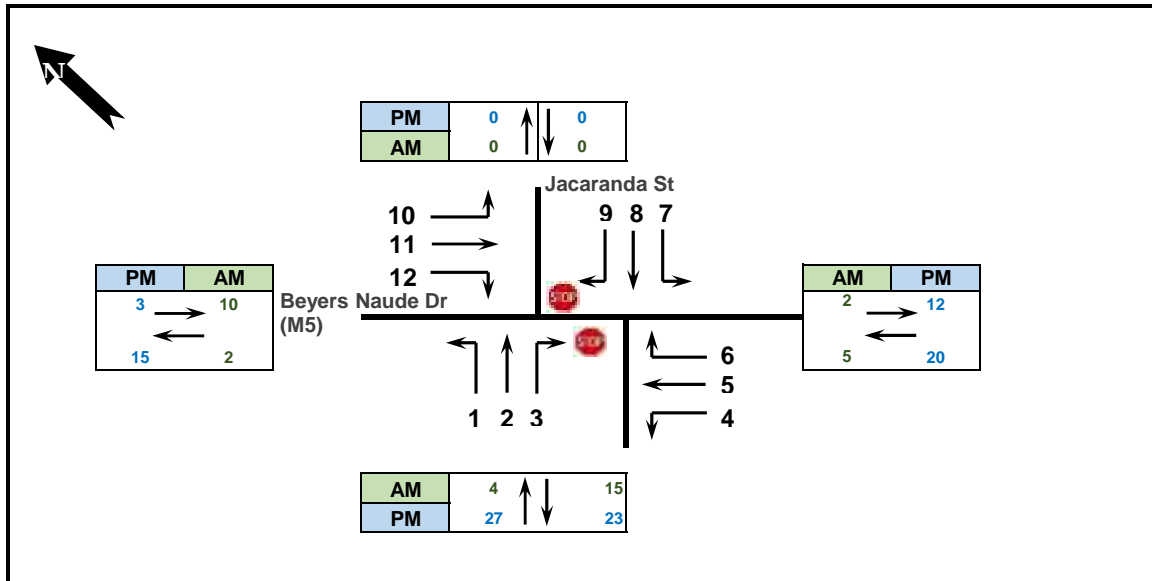 N
PM 0 0
AM 0 0
Jacaranda St
10 9 8 7
11
12
PM AM
3 10
15 2
Beyers Naude Dr
(M5)
STOP
STOP
AM PM
2 12
5 20
6
5
1 2 3 4
AM 4 15
PM 27 23